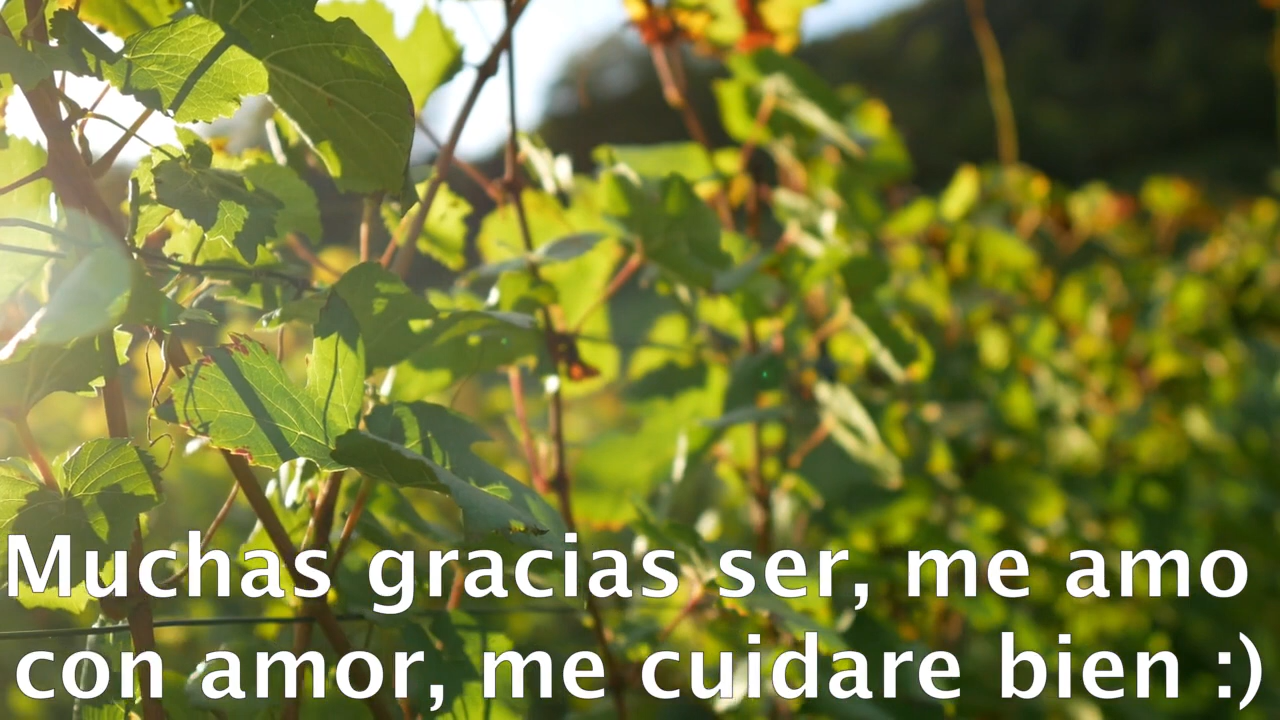 Muchas gracias ser, me amo
con amor, me cuidare bien :)